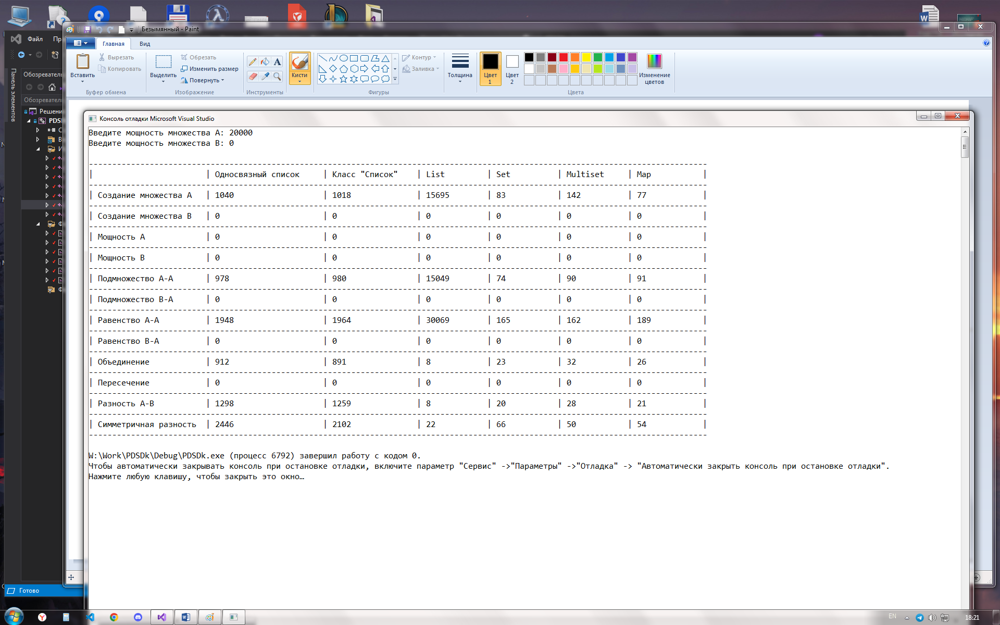 Безымянный - Paint
Файл
Главная
Вид
Вставить
Вырезать
Копировать
Буфер обмена
Выделить
Обрезать
Изменить размер
Повернуть
Изображение
Инструменты
Кисти
Контур
Заливка
Фигуры
Толщина
Цвет 1
Цвет 2
Изменение цветов
Цвета
Панель элементов
Консоль отладки Microsoft Visual Studio
Введите мощность множества A: 20000
Введите мощность множества B: 0
| | Односвязный список | Класс "Список" | List | Set | Multiset | Map |
| Создание множества A | 1040 | 1018 | 15695 | 83 | 142 | 77 |
| Создание множества B | 0 | 0 | 0 | 0 | 0 | 0 |
| Мощность A | 0 | 0 | 0 | 0 | 0 | 0 |
| Мощность B | 0 | 0 | 0 | 0 | 0 | 0 |
| Подмножество A-A | 978 | 980 | 15049 | 74 | 90 | 91 |
| Подмножество B-A | 0 | 0 | 0 | 0 | 0 | 0 |
| Равенство A-A | 1948 | 1964 | 30069 | 165 | 162 | 189 |
| Равенство B-A | 0 | 0 | 0 | 0 | 0 | 0 |
| Объединение | 912 | 891 | 8 | 23 | 32 | 26 |
| Пересечение | 0 | 0 | 0 | 0 | 0 | 0 |
| Разность A-B | 1298 | 1259 | 8 | 20 | 28 | 21 |
| Симметричная разность | 2446 | 2102 | 22 | 66 | 50 | 54 |
W:\Work\PDSDk\Debug\PDSDk.exe (процесс 6792) завершил работу с кодом 0.
Чтобы автоматически закрывать консоль при остановке отладки, включите параметр "Сервис" ->"Параметры" ->"Отладка" -> "Автоматически закрыть консоль при остановке отладки".
Нажмите любую клавишу, чтобы закрыть это окно…
Готово
EN
18:21